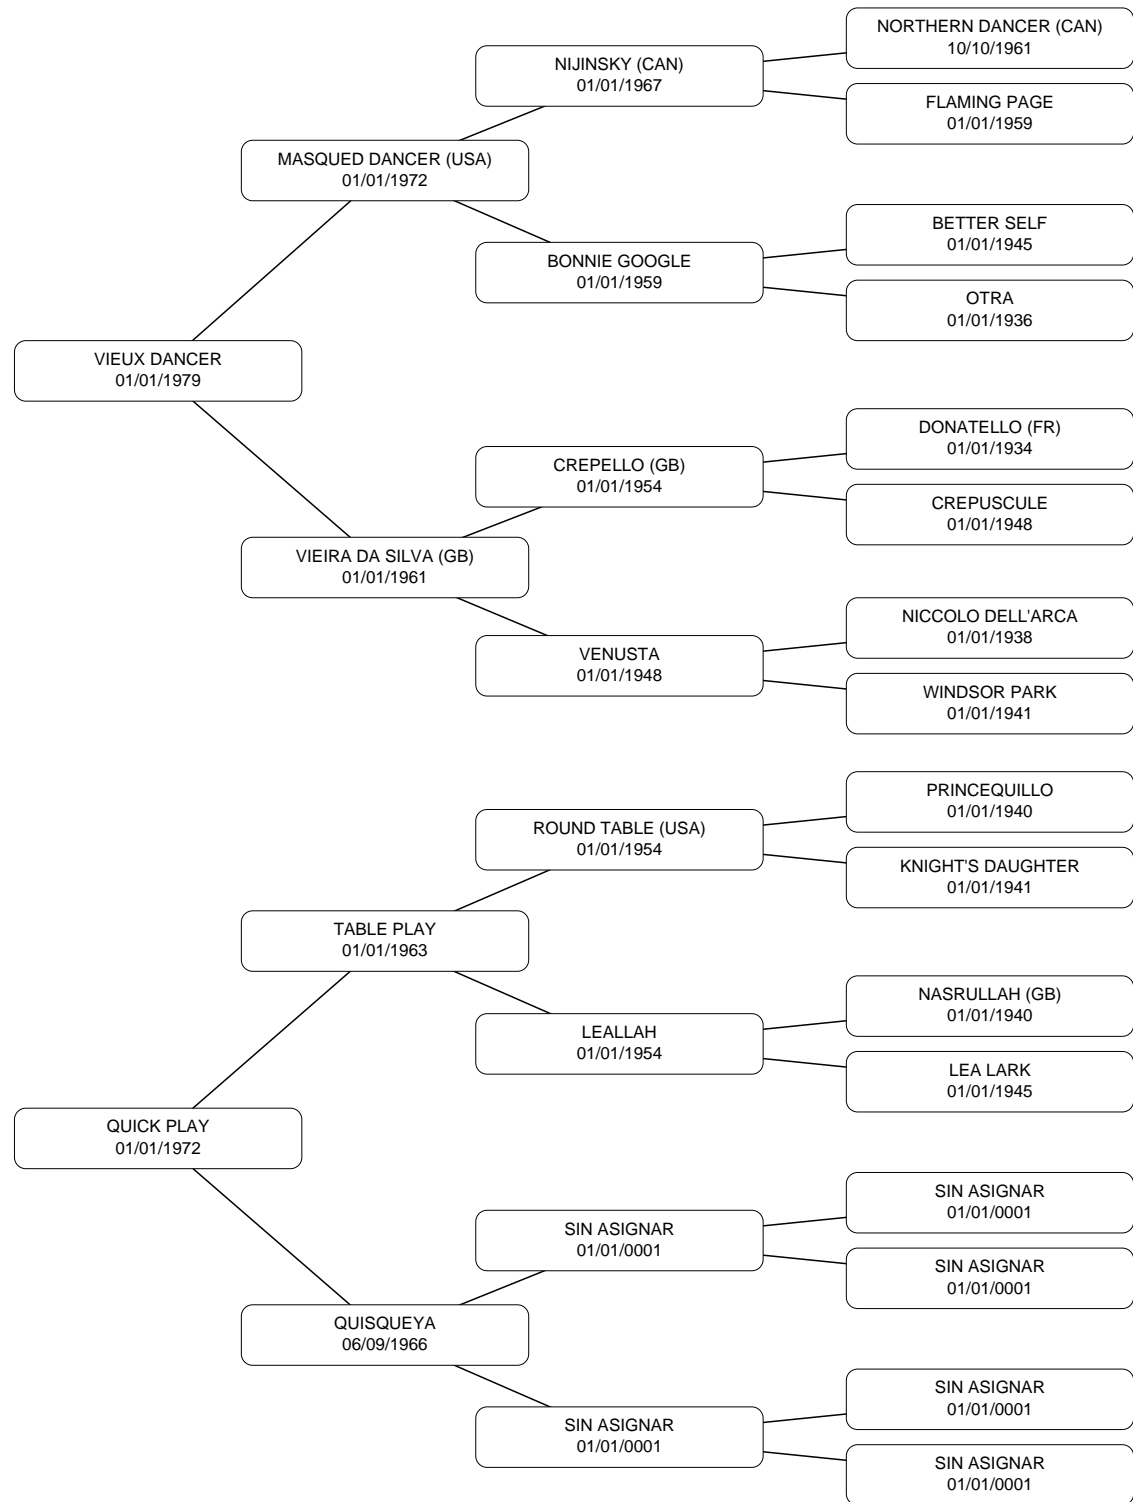 NORTHERN DANCER (CAN)
10/10/1961
NIJINSKY (CAN)
01/01/1967
FLAMING PAGE
01/01/1959
MASQUED DANCER (USA)
01/01/1972
BETTER SELF
01/01/1945
BONNIE GOOGLE
01/01/1959
OTRA
01/01/1936
VIEUX DANCER
01/01/1979
DONATELLO (FR)
01/01/1934
CREPELLO (GB)
01/01/1954
CREPUSCULE
01/01/1948
VIEIRA DA SILVA (GB)
01/01/1961
NICCOLO DELL'ARCA
01/01/1938
VENUSTA
01/01/1948
WINDSOR PARK
01/01/1941
PRINCEQUILLO
01/01/1940
ROUND TABLE (USA)
01/01/1954
KNIGHT'S DAUGHTER
01/01/1941
TABLE PLAY
01/01/1963
NASRULLAH (GB)
01/01/1940
LEALLAH
01/01/1954
LEA LARK
01/01/1945
QUICK PLAY
01/01/1972
SIN ASIGNAR
01/01/0001
SIN ASIGNAR
01/01/0001
SIN ASIGNAR
01/01/0001
QUISQUEYA
06/09/1966
SIN ASIGNAR
01/01/0001
SIN ASIGNAR
01/01/0001
SIN ASIGNAR
01/01/0001